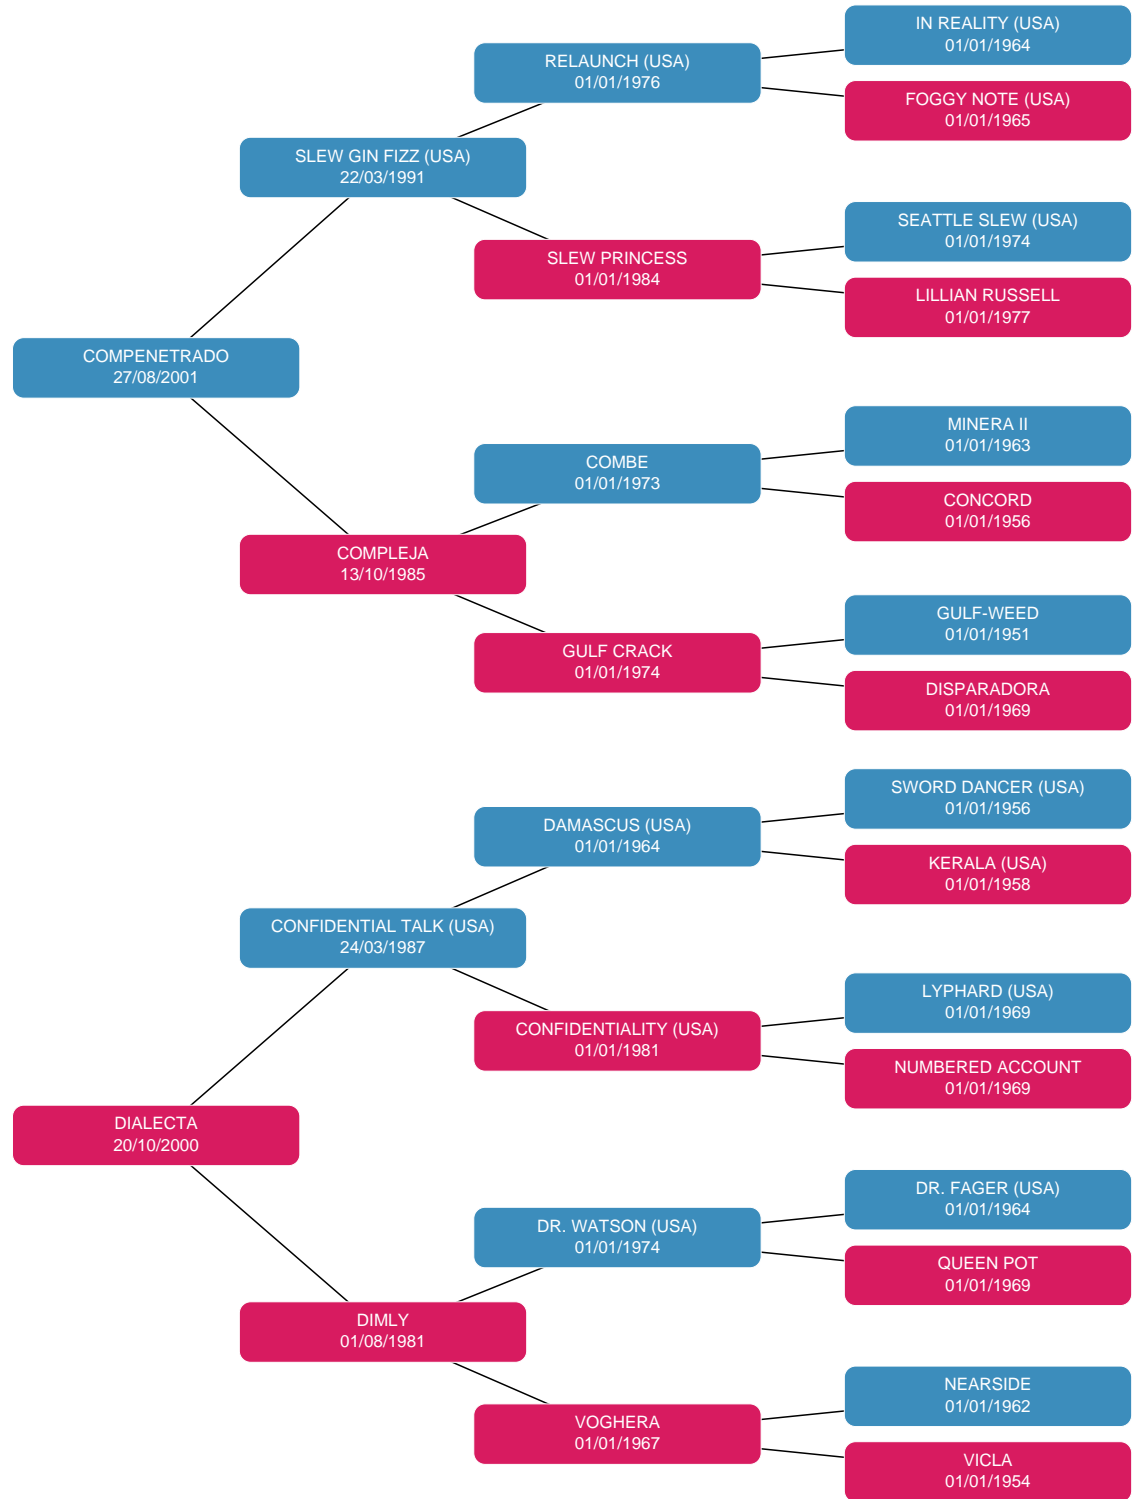 IN REALITY (USA)
01/01/1964
RELAUNCH (USA)
01/01/1976
FOGGY NOTE (USA)
01/01/1965
SLEW GIN FIZZ (USA)
22/03/1991
SEATTLE SLEW (USA)
01/01/1974
SLEW PRINCESS
01/01/1984
LILLIAN RUSSELL
01/01/1977
COMPENETRADO
27/08/2001
MINERA II
01/01/1963
COMBE
01/01/1973
CONCORD
01/01/1956
COMPLEJA
13/10/1985
GULF-WEED
01/01/1951
GULF CRACK
01/01/1974
DISPARADORA
01/01/1969
SWORD DANCER (USA)
01/01/1956
DAMASCUS (USA)
01/01/1964
KERALA (USA)
01/01/1958
CONFIDENTIAL TALK (USA)
24/03/1987
LYPHARD (USA)
01/01/1969
CONFIDENTIALITY (USA)
01/01/1981
NUMBERED ACCOUNT
01/01/1969
DIALECTA
20/10/2000
DR. FAGER (USA)
01/01/1964
DR. WATSON (USA)
01/01/1974
QUEEN POT
01/01/1969
DIMLY
01/08/1981
NEARSIDE
01/01/1962
VOGHERA
01/01/1967
VICLA
01/01/1954